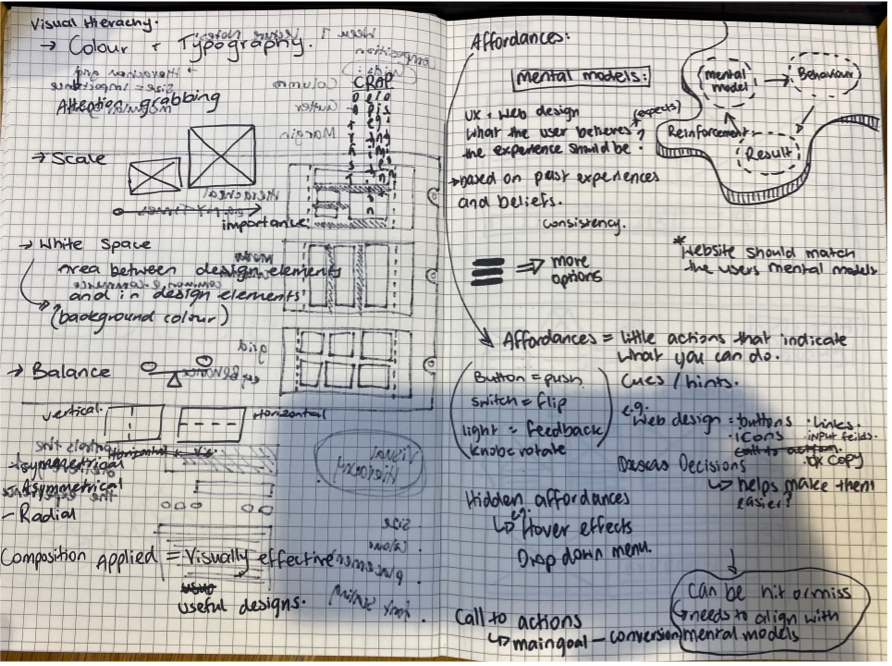 Visual Hierachy.
→ Colour + Typography.
Attention grabbing
CRAP
→ Scale
importance
→ White Space
Area between design elements
and in design elements
(background colour)
→ Balance
vertical.
Horizontal
Symmetrical
Asymmetrical
- Radial
Composition Applied = Visually effective
useful designs.
Affordances:
mental models:
UX + Web design
What the user believes (expects)
the experience should be.
→ based on past experiences
and beliefs.
consistency.
mental model
Behaviour
Result
Reinforcement
⇒ more
options
* Website should match
the users mental models
Affordances = little actions that indicate
what you can do.
Cues / hints.
Button = push
switch = flip
light = feedback
knobs rotate
e.g.
Web design = buttons
· Links.
· Icons
· input feilds.
call to action.
· UX copy
Decisions
↳ helps make them
easier?
Hidden affordances
e.g.
↳ Hover effects
Drop down menu.
Call to actions
↳ main goal - conversion
Can be hit or miss
needs to align with
mental models